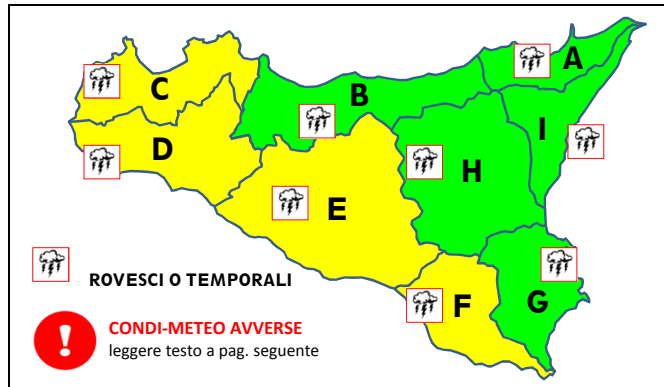 A
C
B
I
D
H
E
ROVESCI O TEMPORALI
F
G
CONDI-METEO AVVERSE
leggere testo a pag. seguente